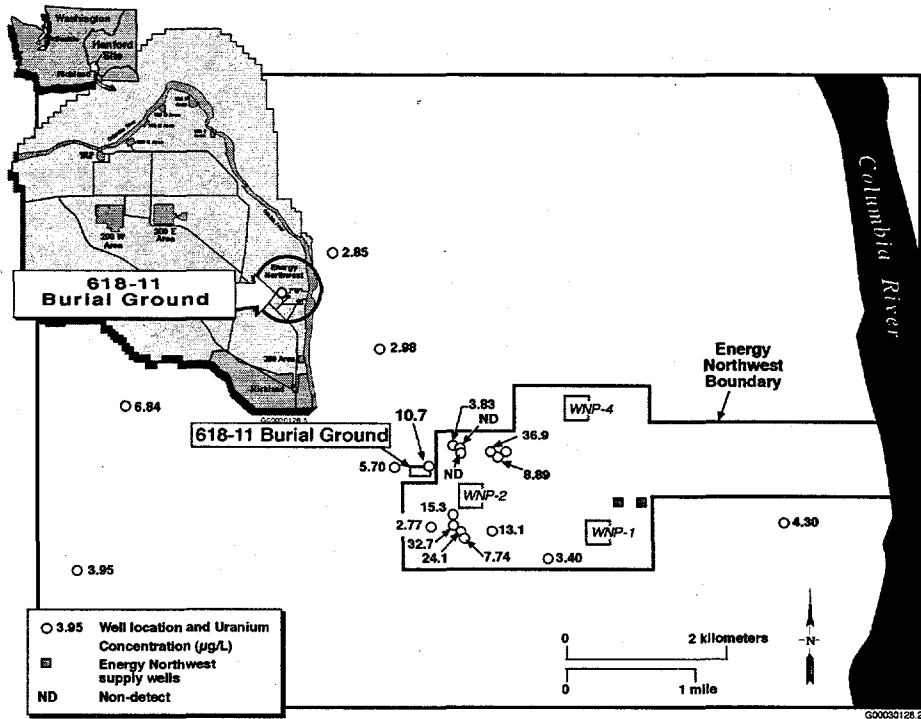 Washington
Hanford
Site
Richland
200 W
Area
200 E
Area
Energy
Northwest
618-11
Burial Ground
300 Area
Richland
G00030128.5
2.85
2.98
6.84
618-11 Burial Ground
10.7
3.83
ND
36.9
5.70
ND
8.89
WNP-4
Energy
Northwest
Boundary
Columbia River
WNP-2
15.3
2.77
13.1
WNP-1
4.30
32.7
24.1
7.74
3.40
3.95
3.95 Well location and Uranium
Concentration (µg/L)
Energy Northwest
supply wells
ND Non-detect
0 2 kilometers
0 1 mile
N
G00030128.2